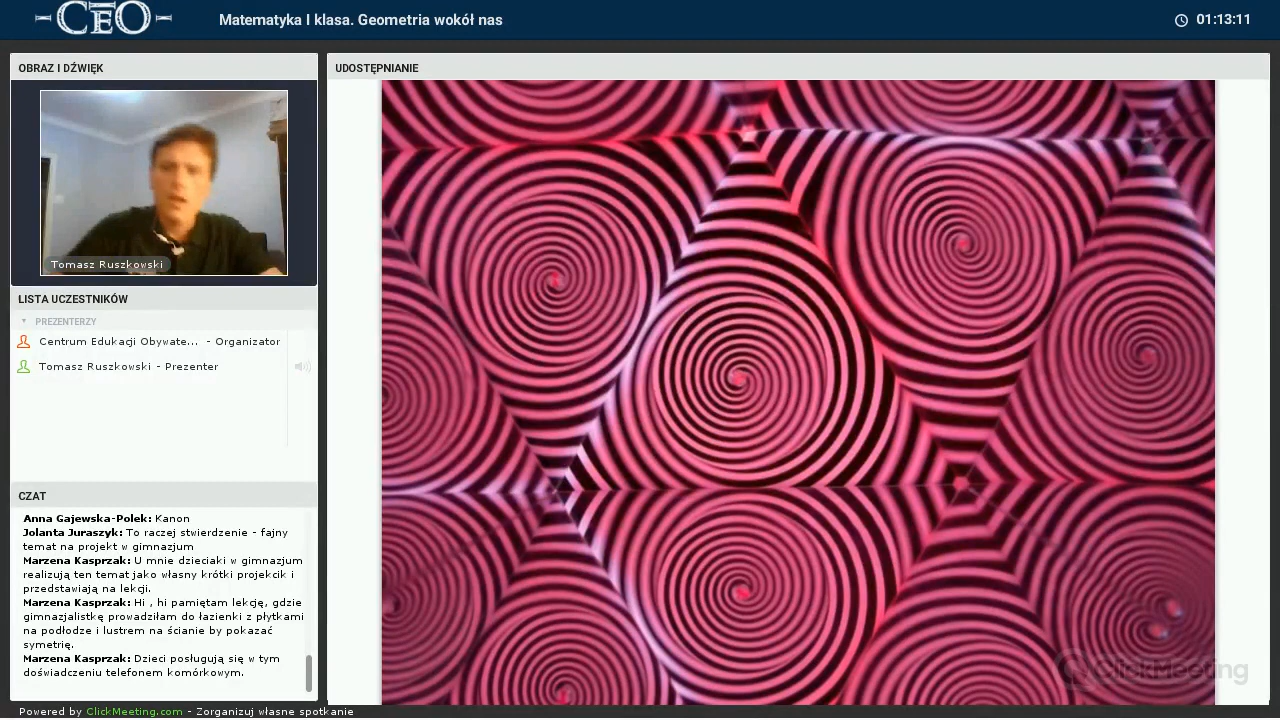 CEO
Matematyka I klasa. Geometria wokół nas
01:13:11
OBRAZ I DŹWIĘK
UDOSTĘPNIANIE
Tomasz Ruszkowski
LISTA UCZESTNIKÓW
PREZENTERZY
Centrum Edukacji Obywate... - Organizator
Tomasz Ruszkowski - Prezenter
CZAT
Anna Gajewska-Polek: Kanon
Jolanta Juraszyk: To raczej stwierdzenie - fajny
temat na projekt w gimnazjum
Marzena Kasprzak: U mnie dzieciaki w gimnazjum
realizują ten temat jako własny krótki projekcik i
przedstawiają na lekcji.
Marzena Kasprzak: Hi , hi pamiętam lekcję, gdzie
gimnazjalistkę prowadziłam do łazienki z płytkami
na podłodze i lustrem na ścianie by pokazać
symetrię.
Marzena Kasprzak: Dzieci posługują się w tym
doświadczeniu telefonem komórkowym.
ClickMeeting
Powered by ClickMeeting.com - Zorganizuj własne spotkanie